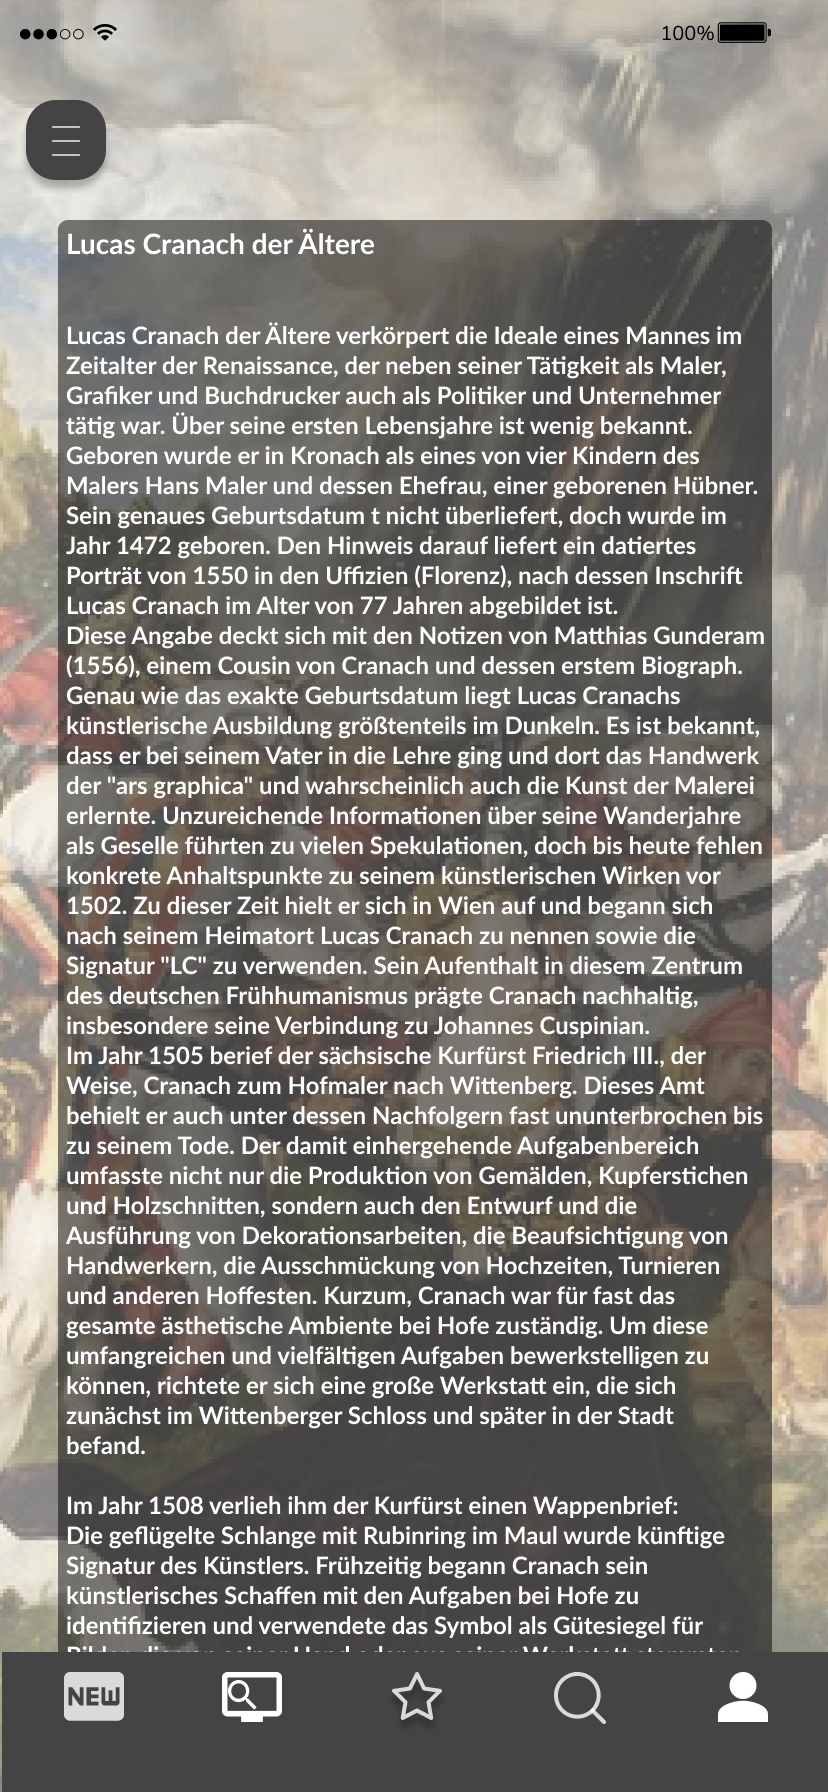 100%
Lucas Cranach der Ältere
Lucas Cranach der Ältere verkörpert die Ideale eines Mannes im
Zeitalter der Renaissance, der neben seiner Tätigkeit als Maler,
Grafiker und Buchdrucker auch als Politiker und Unternehmer
tätig war. Über seine ersten Lebensjahre ist wenig bekannt.
Geboren wurde er in Kronach als eines von vier Kindern des
Malers Hans Maler und dessen Ehefrau, einer geborenen Hübner.
Sein genaues Geburtsdatum t nicht überliefert, doch wurde im
Jahr 1472 geboren. Den Hinweis darauf liefert ein datiertes
Porträt von 1550 in den Uffizien (Florenz), nach dessen Inschrift
Lucas Cranach im Alter von 77 Jahren abgebildet ist.
Diese Angabe deckt sich mit den Notizen von Matthias Gunderam
(1556), einem Cousin von Cranach und dessen erstem Biograph.
Genau wie das exakte Geburtsdatum liegt Lucas Cranachs
künstlerische Ausbildung größtenteils im Dunkeln. Es ist bekannt,
dass er bei seinem Vater in die Lehre ging und dort das Handwerk
der "ars graphica" und wahrscheinlich auch die Kunst der Malerei
erlernte. Unzureichende Informationen über seine Wanderjahre
als Geselle führten zu vielen Spekulationen, doch bis heute fehlen
konkrete Anhaltspunkte zu seinem künstlerischen Wirken vor
1502. Zu dieser Zeit hielt er sich in Wien auf und begann sich
nach seinem Heimatort Lucas Cranach zu nennen sowie die
Signatur "LC" zu verwenden. Sein Aufenthalt in diesem Zentrum
des deutschen Frühhumanismus prägte Cranach nachhaltig,
insbesondere seine Verbindung zu Johannes Cuspinian.
Im Jahr 1505 berief der sächsische Kurfürst Friedrich III., der
Weise, Cranach zum Hofmaler nach Wittenberg. Dieses Amt
behielt er auch unter dessen Nachfolgern fast ununterbrochen bis
zu seinem Tode. Der damit einhergehende Aufgabenbereich
umfasste nicht nur die Produktion von Gemälden, Kupferstichen
und Holzschnitten, sondern auch den Entwurf und die
Ausführung von Dekorationsarbeiten, die Beaufsichtigung von
Handwerkern, die Ausschmückung von Hochzeiten, Turnieren
und anderen Hoffesten. Kurzum, Cranach war für fast das
gesamte ästhetische Ambiente bei Hofe zuständig. Um diese
umfangreichen und vielfältigen Aufgaben bewerkstelligen zu
können, richtete er sich eine große Werkstatt ein, die sich
zunächst im Wittenberger Schloss und später in der Stadt
befand.
Im Jahr 1508 verlieh ihm der Kurfürst einen Wappenbrief:
Die geflügelte Schlange mit Rubinring im Maul wurde künftige
Signatur des Künstlers. Frühzeitig begann Cranach sein
künstlerisches Schaffen mit den Aufgaben bei Hofe zu
identifizieren und verwendete das Symbol als Gütesiegel für
NEW